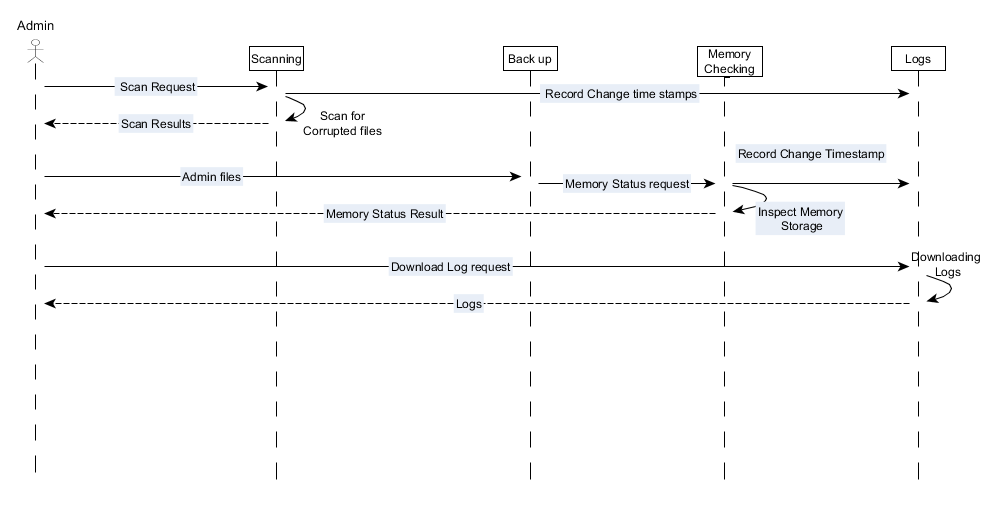 Admin
Scanning
Back up
Memory
Checking
Logs
Scan Request
Record Change time stamps
Scan for
Corrupted files
Scan Results
Record Change Timestamp
Admin files
Memory Status request
Memory Status Result
Inspect Memory
Storage
Download Log request
Downloading
Logs
Logs